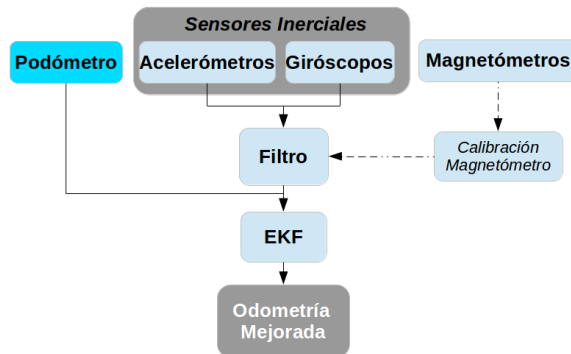 Sensores Inerciales
Podómetro
Acelerómetros
Giróscopos
Magnetómetros
Filtro
Calibración
Magnetómetro
EKF
Odometría
Mejorada